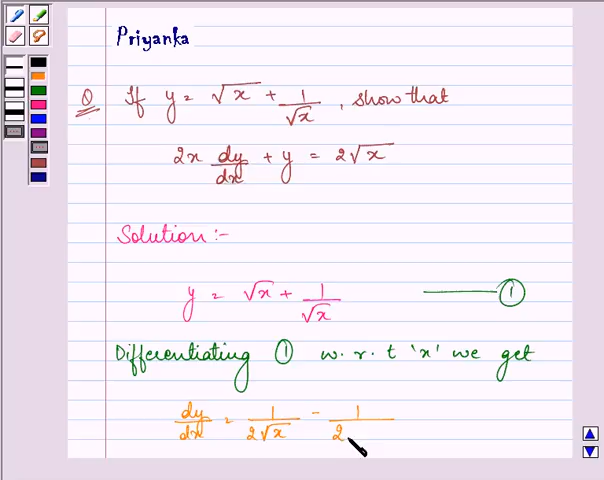 Priyanka
Q If y = √x + 1/√x , show that
2x dy/dx + y = 2√x
Solution :-
y = √x + 1/√x ——— ①
Differentiating ① w.r.t 'x' we get
dy/dx = 1/2√x - 1/2